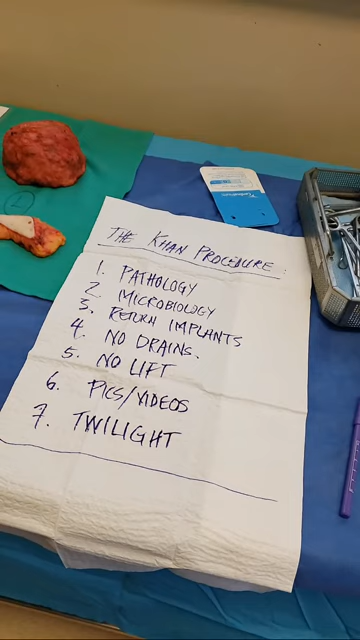 THE KHAN PROCEDURE:
1. PATHOLOGY
2. MICROBIOLOGY
3. RETURN IMPLANTS
4. NO DRAINS.
5. NO LIFT
6. PICS/VIDEOS
7. TWILIGHT